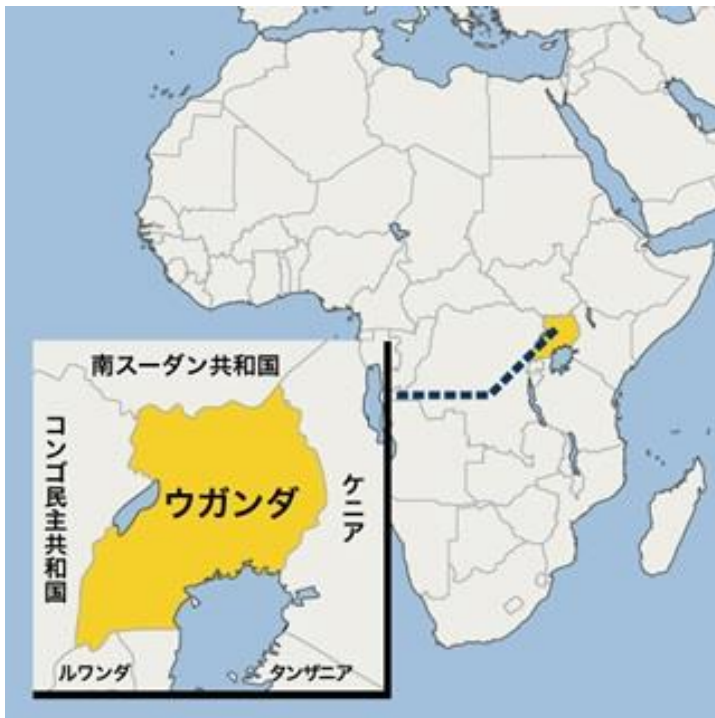 南スーダン共和国
コンゴ民主共和国
ウガンダ
ケニア
ルワンダ
タンザニア